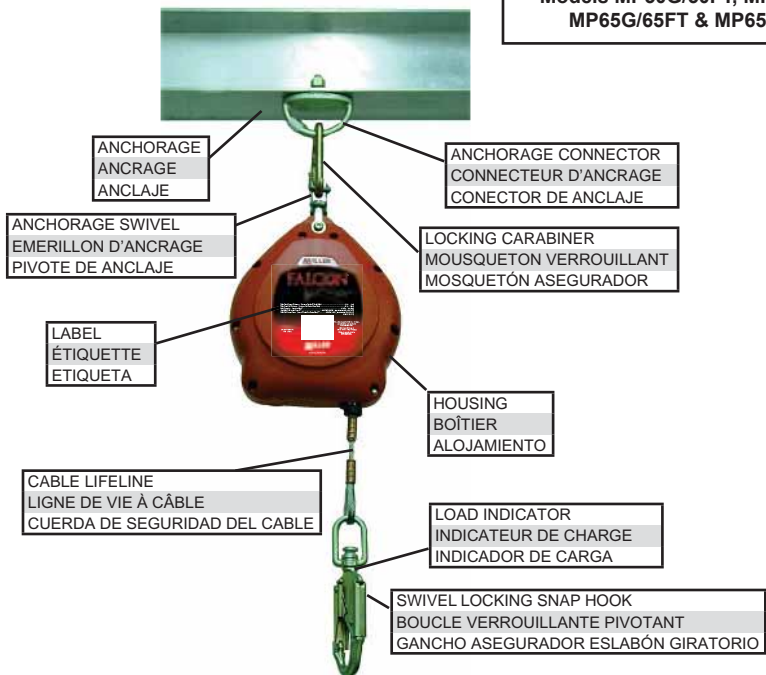 MP65G/65FT & MP65
ANCHORAGE
ANCRAGE
ANCLAJE
ANCHORAGE CONNECTOR
CONNECTEUR D’ANCRAGE
CONECTOR DE ANCLAJE
ANCHORAGE SWIVEL
EMERILLON D’ANCRAGE
PIVOTE DE ANCLAJE
LOCKING CARABINER
MOUSQUETON VERROUILLANT
MOSQUETÓN ASEGURADOR
MILLER
FALCON
LABEL
ÉTIQUETTE
ETIQUETA
HOUSING
BOÎTIER
ALOJAMIENTO
CABLE LIFELINE
LIGNE DE VIE À CÂBLE
CUERDA DE SEGURIDAD DEL CABLE
LOAD INDICATOR
INDICATEUR DE CHARGE
INDICADOR DE CARGA
SWIVEL LOCKING SNAP HOOK
BOUCLE VERROUILLANTE PIVOTANT
GANCHO ASEGURADOR ESLABÓN GIRATORIO